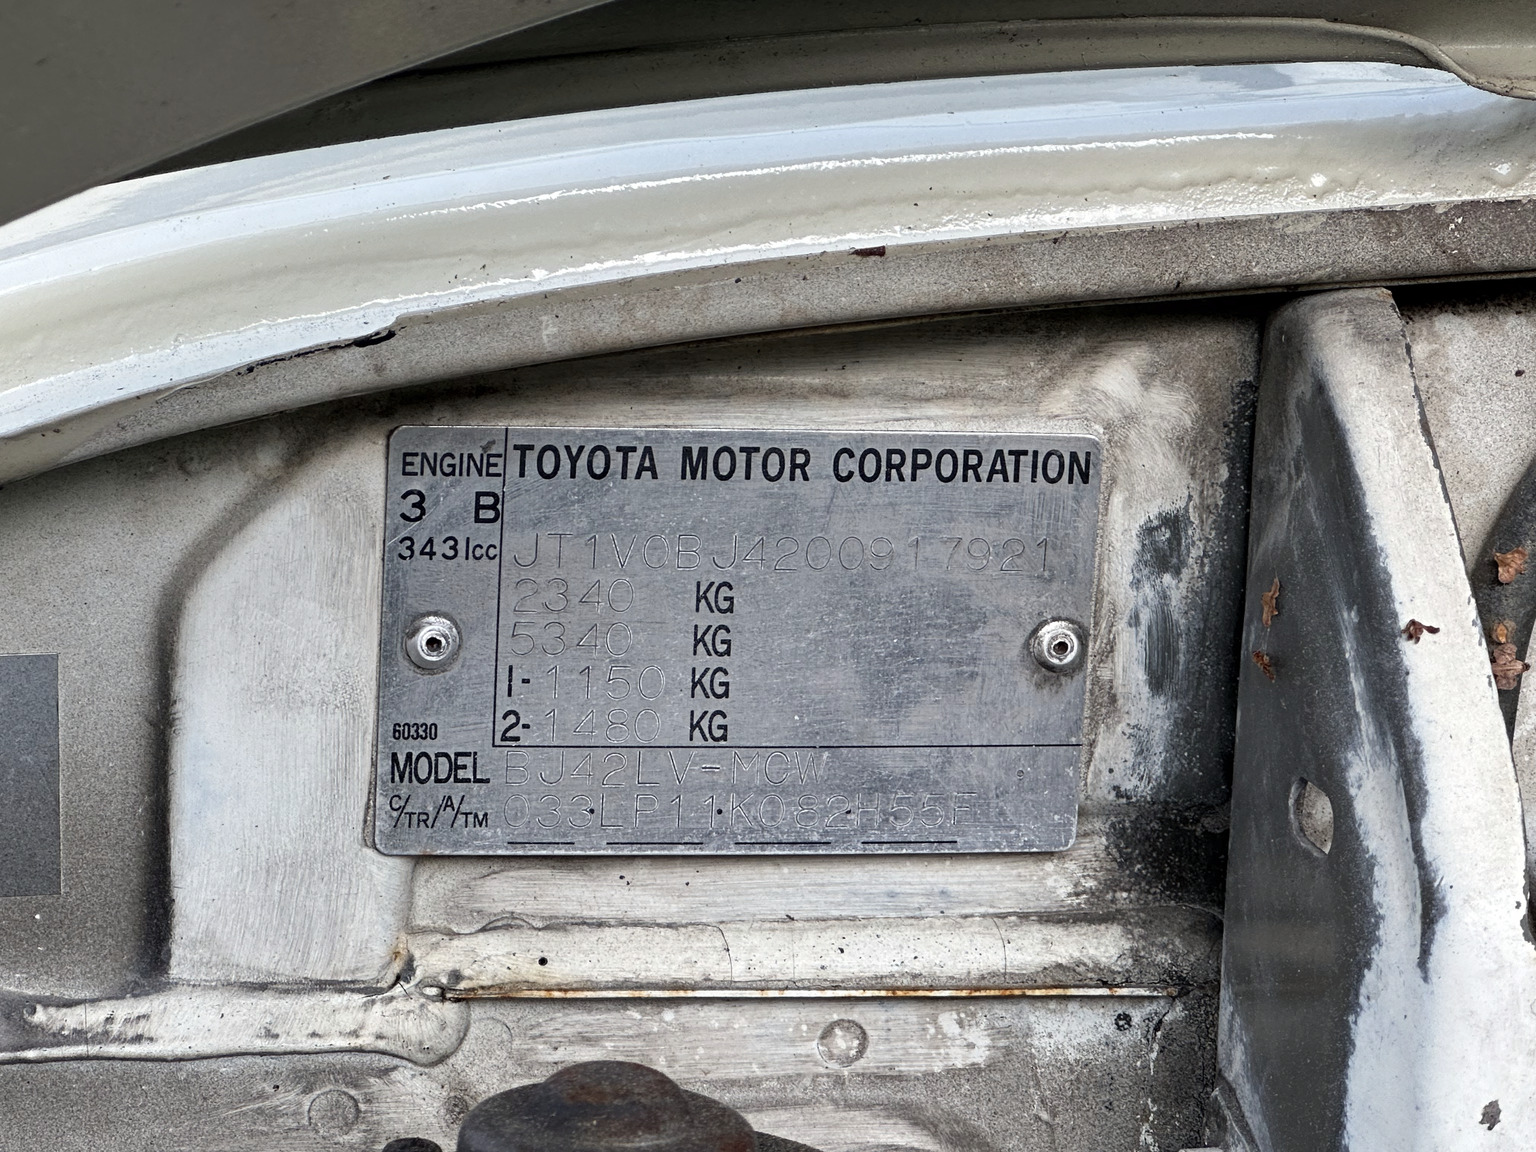 ENGINE TOYOTA MOTOR CORPORATION
3 B
3431cc JT1V0BJ4200917921
2340 KG
5340 KG
1-1150 KG
2-1480 KG
60330
MODEL BJ42LV-MCW
C/TR/A/TM 033LP11K082H55F